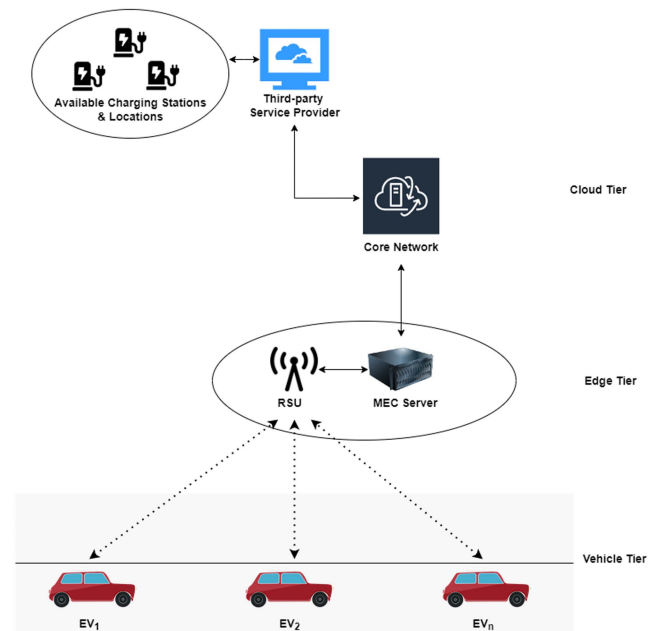 Available Charging Stations
& Locations
Third-party
Service Provider
Cloud Tier
Core Network
Edge Tier
RSU
MEC Server
Vehicle Tier
EV1
EV2
EVn